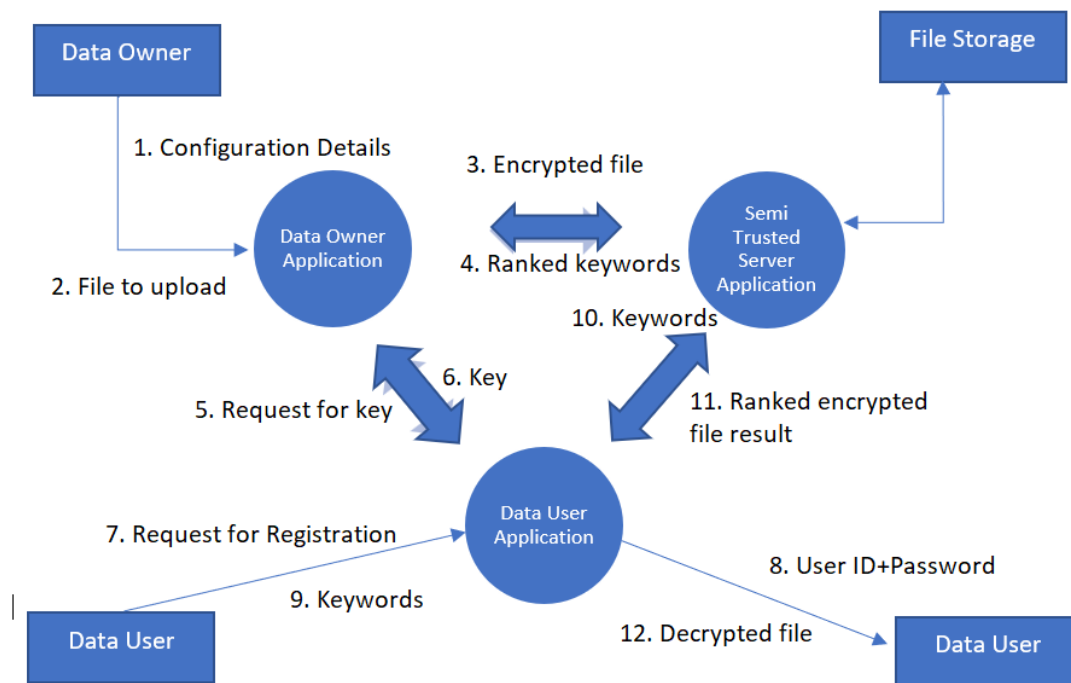 Data Owner
File Storage
1. Configuration Details
3. Encrypted file
Semi
Trusted
Server
Application
Data Owner
Application
4. Ranked keywords
2. File to upload
10. Keywords
6. Key
5. Request for key
11. Ranked encrypted
file result
Data User
Application
7. Request for Registration
8. User ID+Password
9. Keywords
12. Decrypted file
Data User
Data User